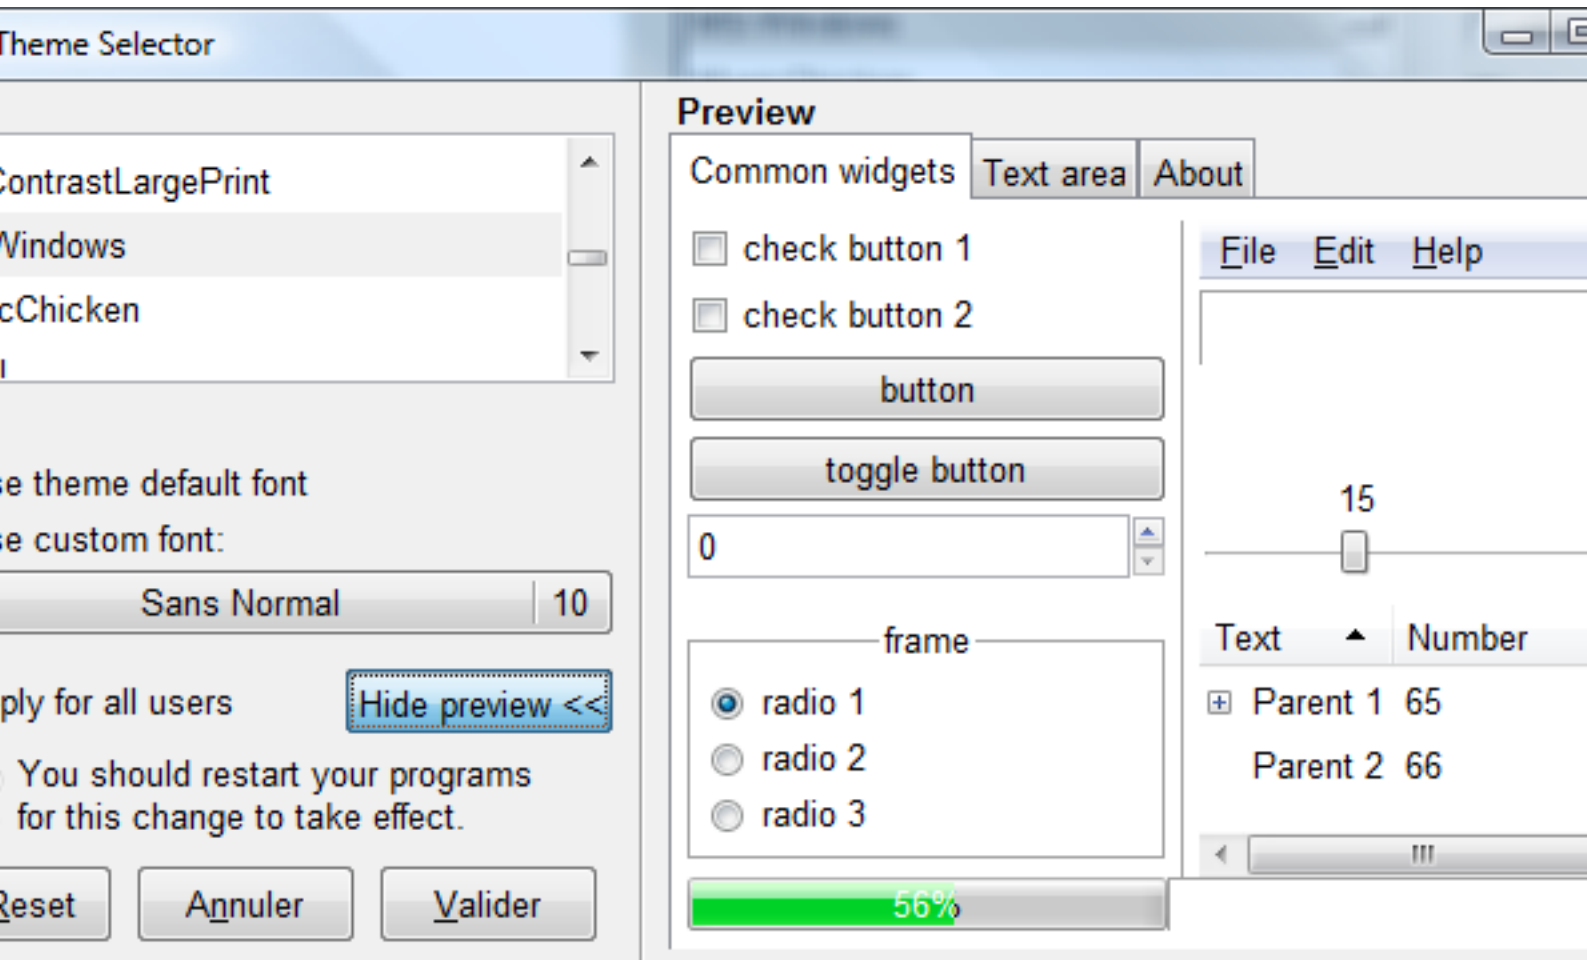 Theme Selector
ContrastLargePrint
Windows
cChicken
se theme default font
se custom font:
Sans Normal 10
ply for all users
Hide preview <<
You should restart your programs
for this change to take effect.
Reset Annuler Valider
Preview
Common widgets Text area About
check button 1
check button 2
button
toggle button
0
frame
radio 1
radio 2
radio 3
56%
File Edit Help
15
Text Number
Parent 1 65
Parent 2 66